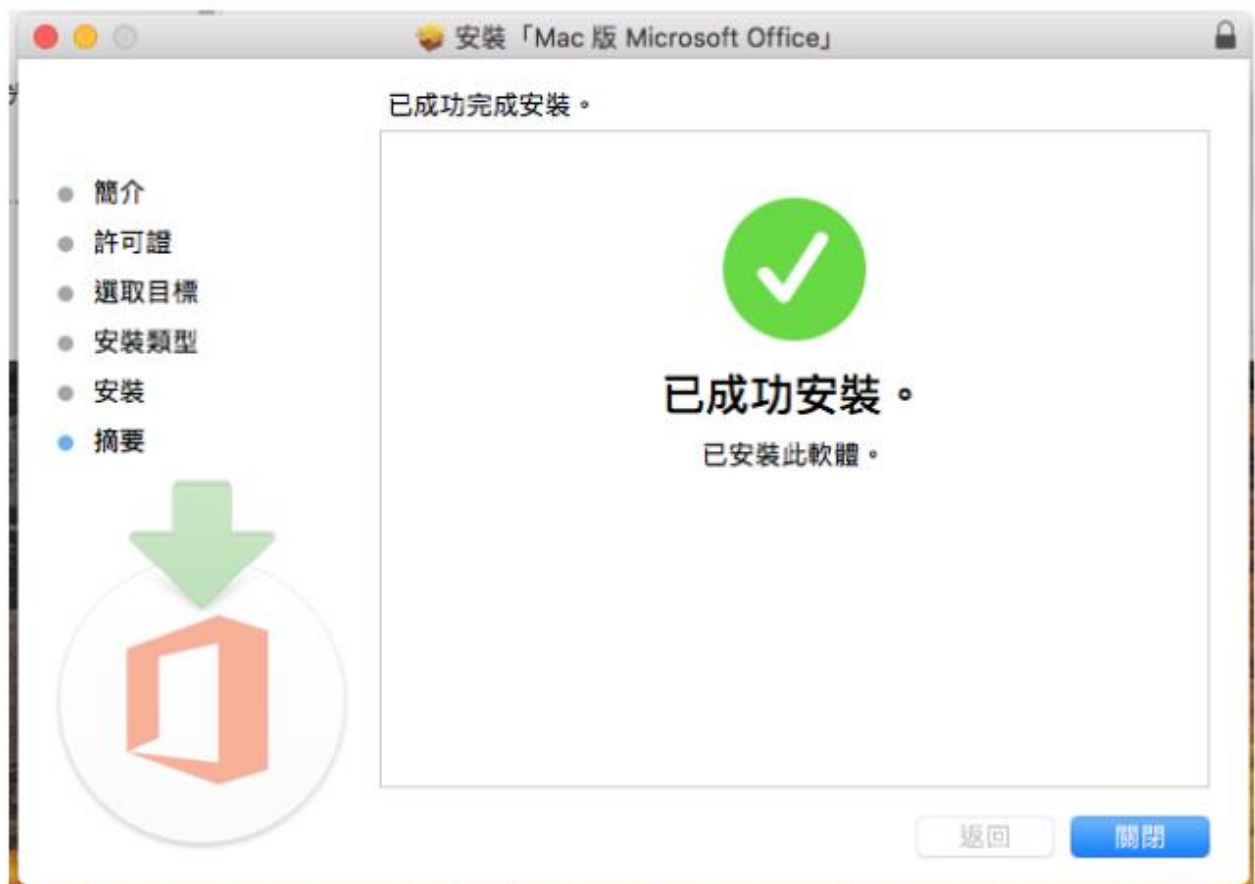 安裝「Mac 版 Microsoft Office」
已成功完成安裝。
簡介
許可證
選取目標
安裝類型
安裝
摘要
已成功安裝。
已安裝此軟體。
返回
關閉